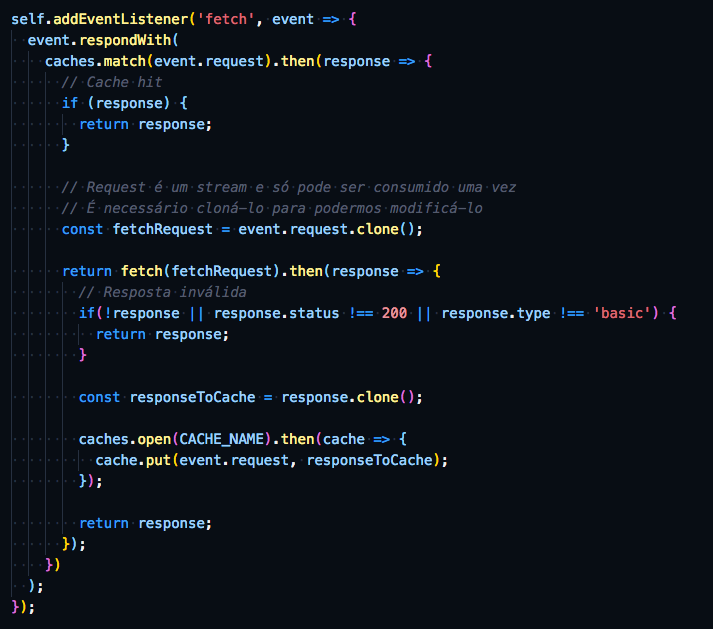 self.addEventListener('fetch', event => {
  event.respondWith(
    caches.match(event.request).then(response => {
      // Cache hit
      if (response) {
        return response;
      }

      // Request é um stream e só pode ser consumido uma vez
      // É necessário cloná-lo para podermos modificá-lo
      const fetchRequest = event.request.clone();

      return fetch(fetchRequest).then(response => {
        // Resposta inválida
        if(!response || response.status !== 200 || response.type !== 'basic') {
          return response;
        }

        const responseToCache = response.clone();

        caches.open(CACHE_NAME).then(cache => {
          cache.put(event.request, responseToCache);
        });

        return response;
      });
    })
  );
});